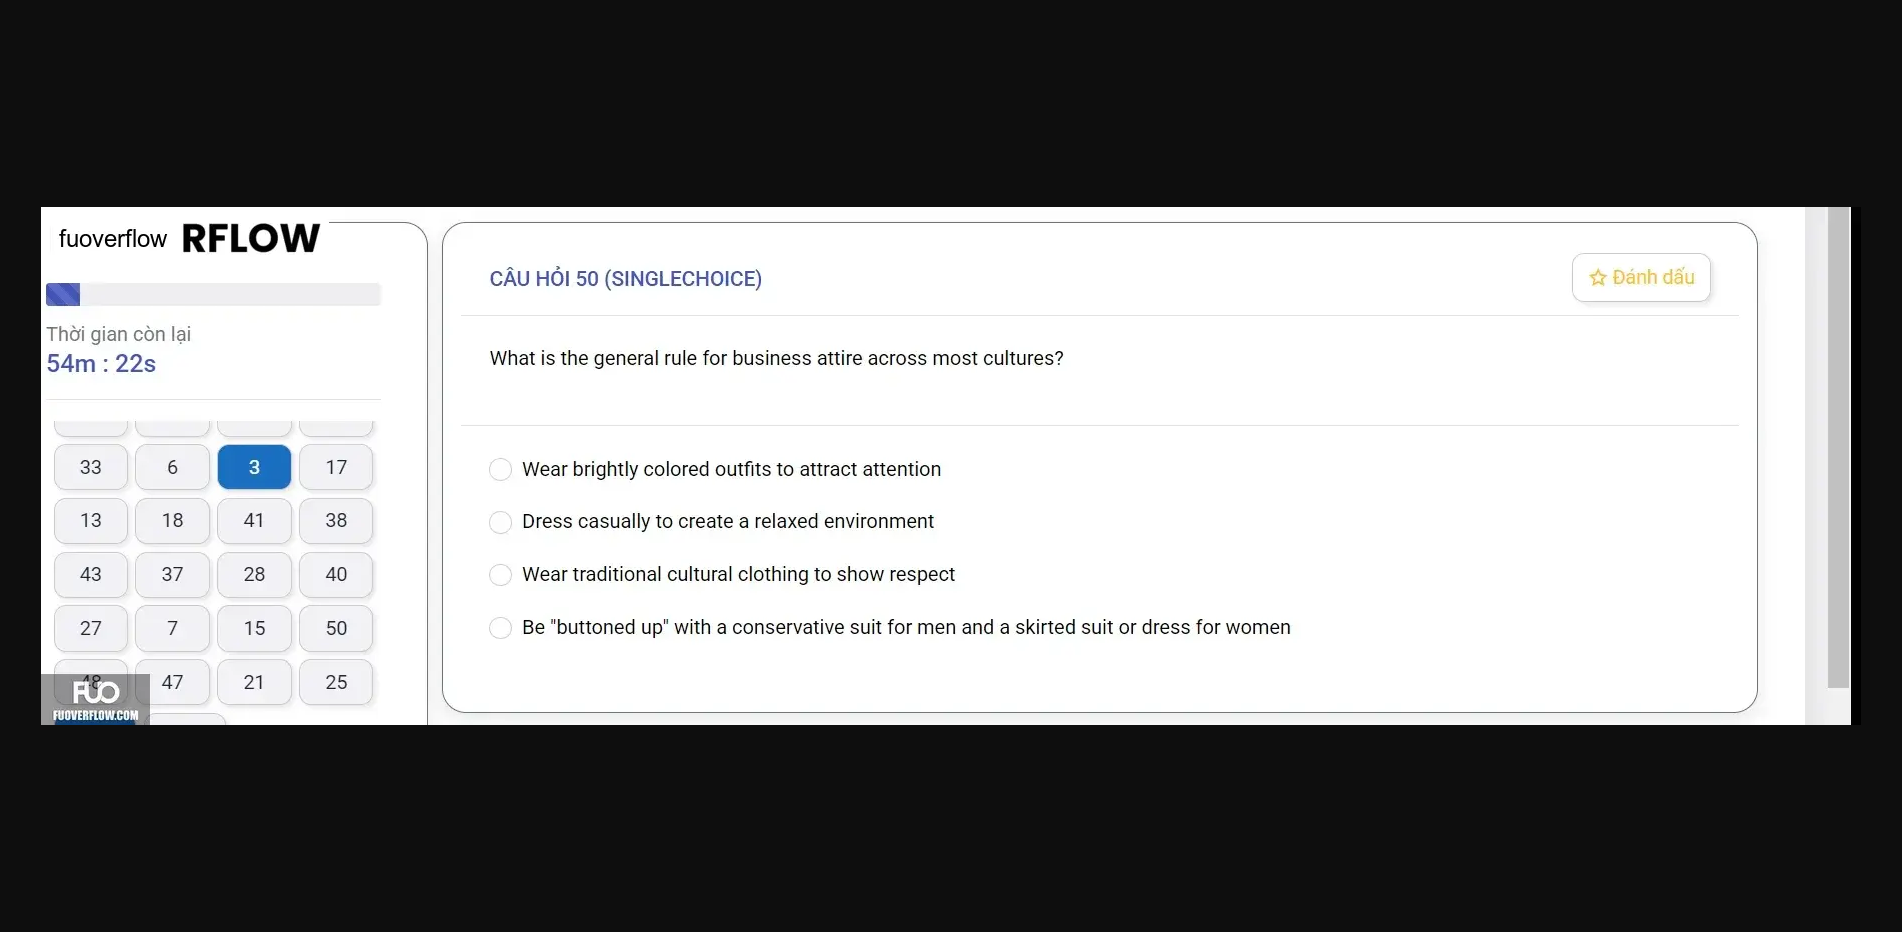 fuoverflow RFLOW
Thời gian còn lại
54m : 22s
33 6 3 17
13 18 41 38
43 37 28 40
27 7 15 50
48 47 21 25
FUO
FUOVERFLOW.COM
CÂU HỎI 50 (SINGLECHOICE)
Đánh dấu
What is the general rule for business attire across most cultures?
Wear brightly colored outfits to attract attention
Dress casually to create a relaxed environment
Wear traditional cultural clothing to show respect
Be "buttoned up" with a conservative suit for men and a skirted suit or dress for women